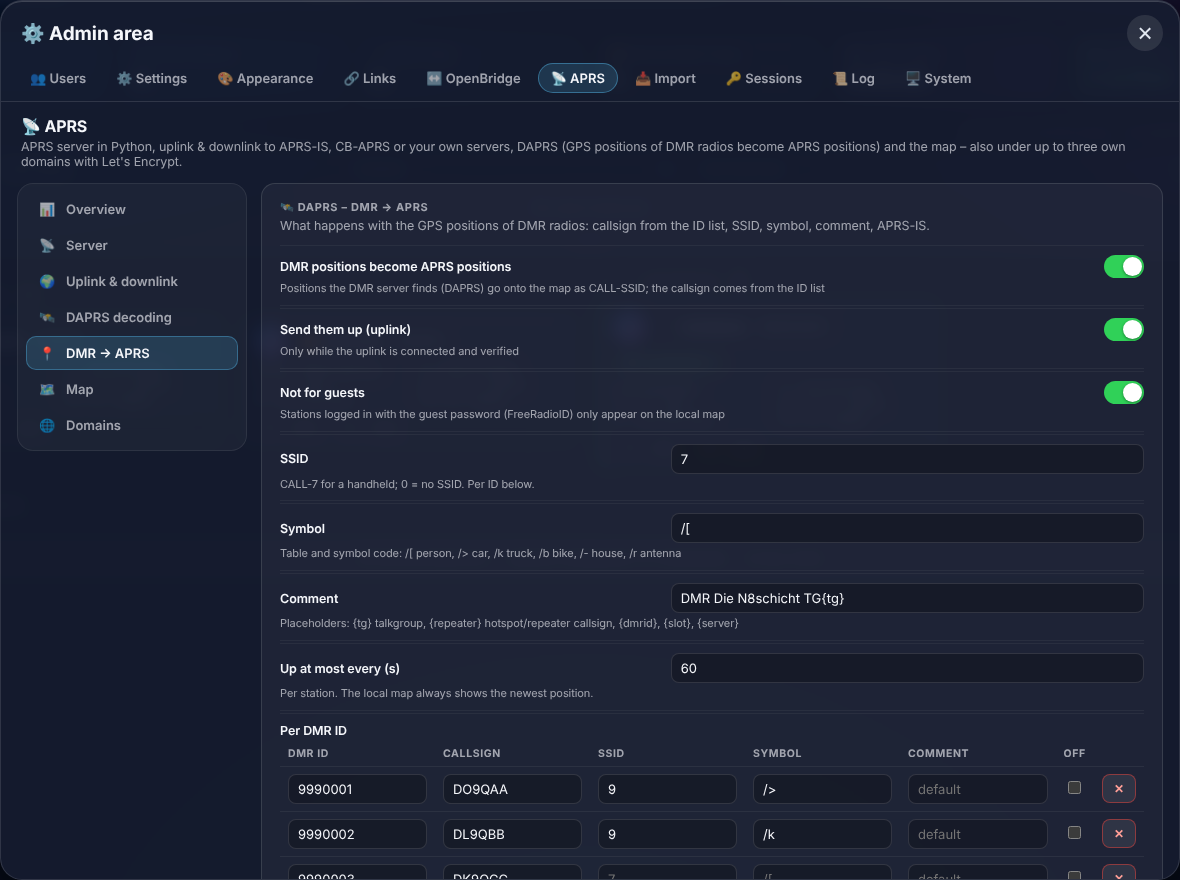 Admin area
Users
Settings
Appearance
Links
OpenBridge
APRS
Import
Sessions
Log
System
APRS
APRS server in Python, uplink & downlink to APRS-IS, CB-APRS or your own servers, DAPRS (GPS positions of DMR radios become APRS positions) and the map – also under up to three own
domains with Let's Encrypt.
Overview
Server
Uplink & downlink
DAPRS decoding
DMR → APRS
Map
Domains
DAPRS – DMR → APRS
What happens with the GPS positions of DMR radios: callsign from the ID list, SSID, symbol, comment, APRS-IS.
DMR positions become APRS positions
Positions the DMR server finds (DAPRS) go onto the map as CALL-SSID; the callsign comes from the ID list
Send them up (uplink)
Only while the uplink is connected and verified
Not for guests
Stations logged in with the guest password (FreeRadioID) only appear on the local map
SSID
7
CALL-7 for a handheld; 0 = no SSID. Per ID below.
Symbol
/[
Table and symbol code: /[ person, /> car, /k truck, /b bike, /- house, /r antenna
Comment
DMR Die N8schicht TG{tg}
Placeholders: {tg} talkgroup, {repeater} hotspot/repeater callsign, {dmrid}, {slot}, {server}
Up at most every (s)
60
Per station. The local map always shows the newest position.
Per DMR ID
DMR ID CALLSIGN SSID SYMBOL COMMENT OFF
9990001 DO9QAA 9 /> default
9990002 DL9QBB 9 /k default